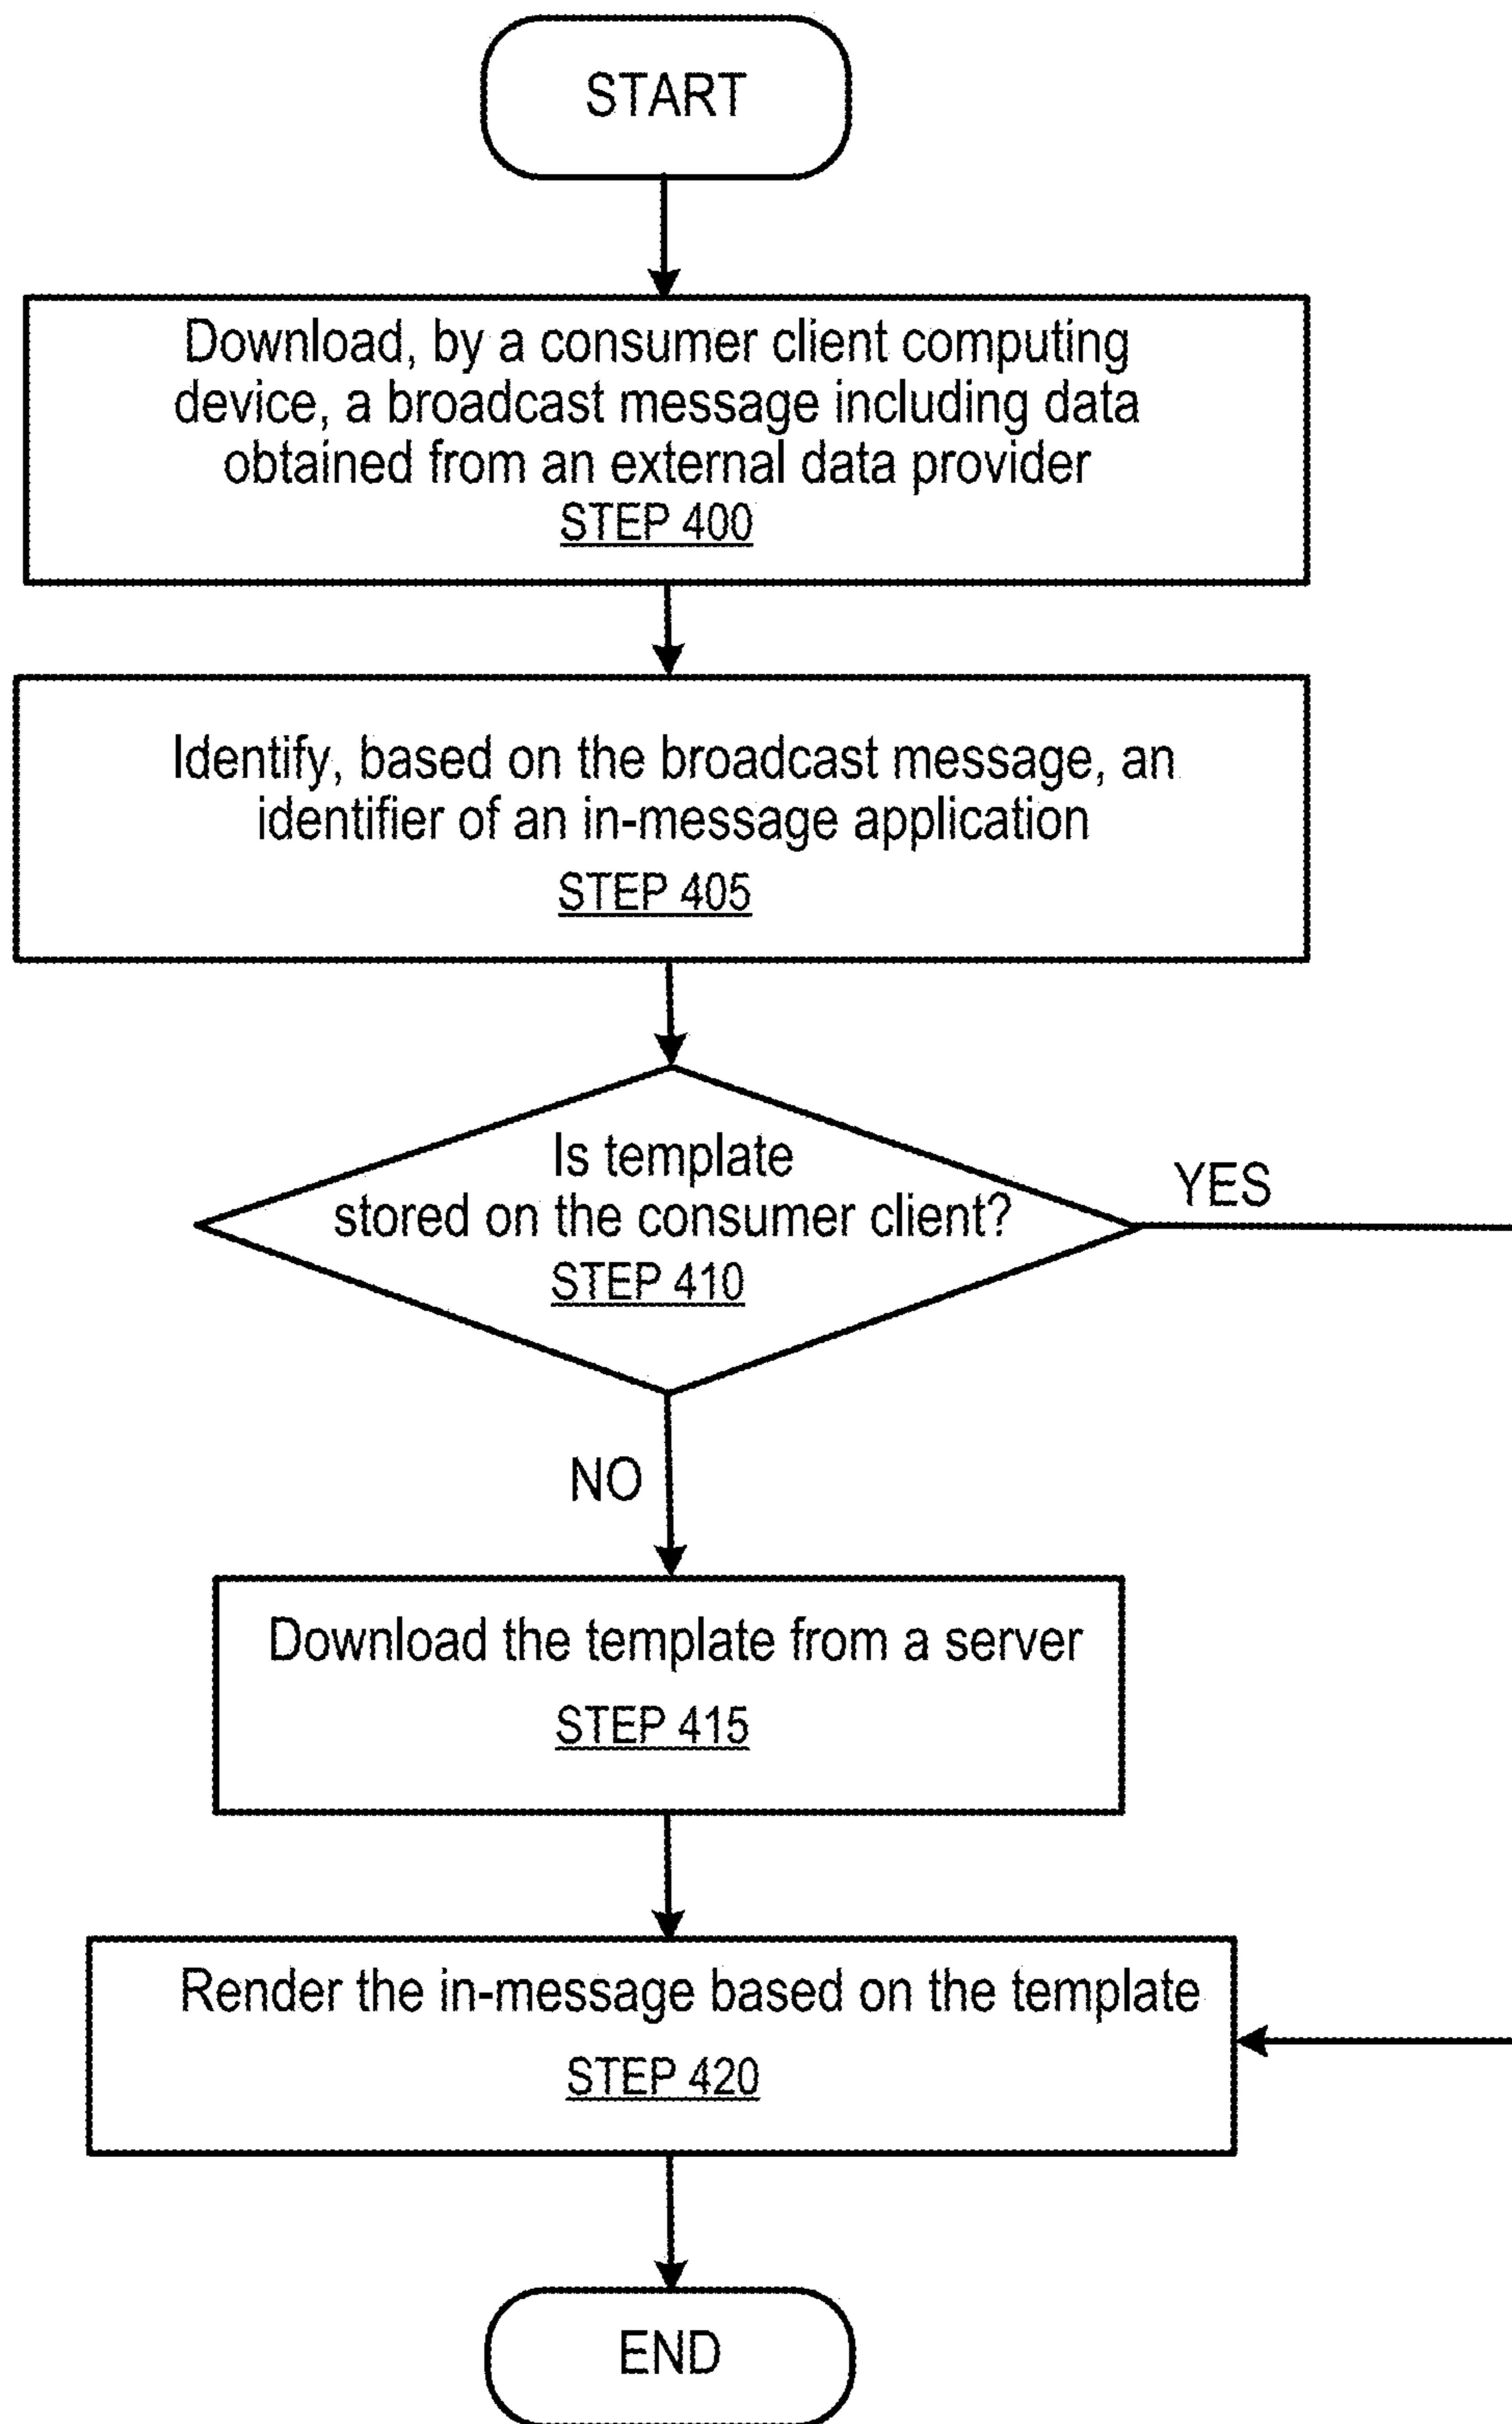 START
Download, by a consumer client computing
device, a broadcast message including data
obtained from an external data provider
STEP 400
Identify, based on the broadcast message, an
identifier of an in-message application
STEP 405
Is template
stored on the consumer client?
STEP 410
YES
NO
Download the template from a server
STEP 415
Render the in-message based on the template
STEP 420
END